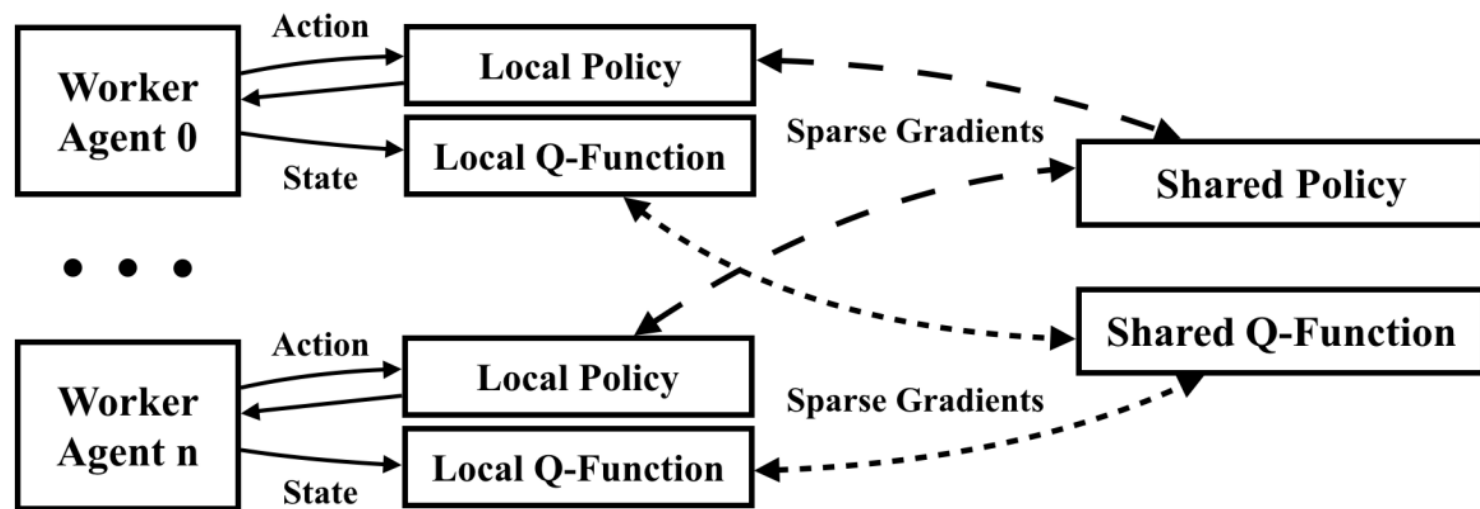 Action
Worker
Agent 0
Local Policy
Local Q-Function
State
Sparse Gradients
Shared Policy
Shared Q-Function
Action
Worker
Agent n
Local Policy
Local Q-Function
State
Sparse Gradients